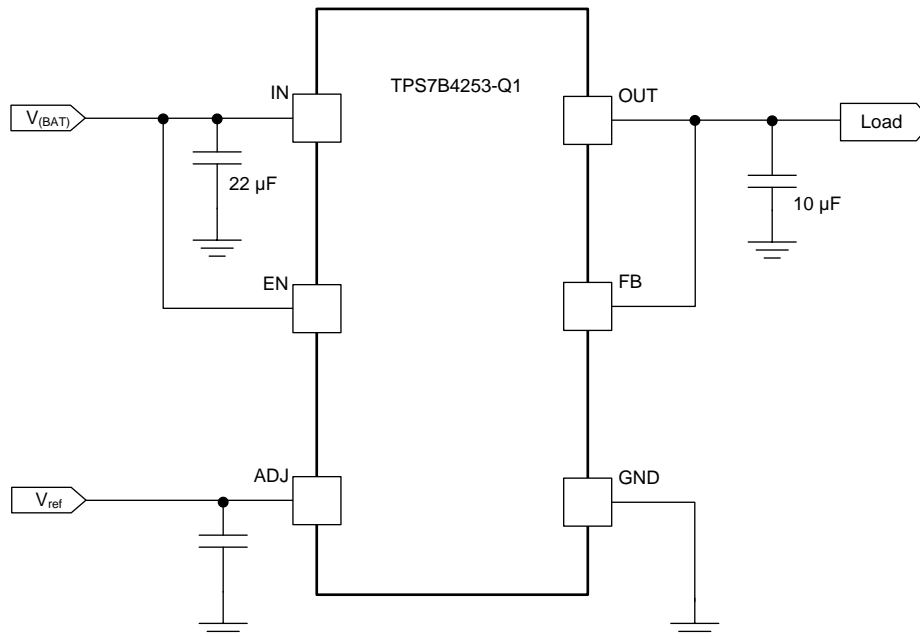 TPS7B4253-Q1
IN
OUT
V(BAT)
Load
22 µF
10 µF
EN
FB
ADJ
GND
Vref